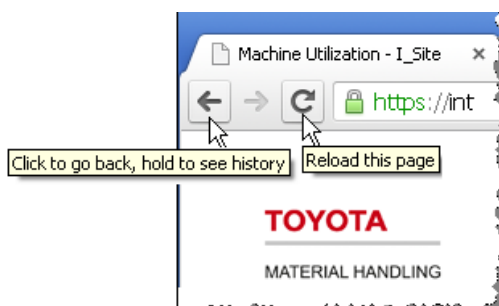 Machine Utilization - I_Site
https://int
Click to go back, hold to see history
Reload this page
TOYOTA
MATERIAL HANDLING